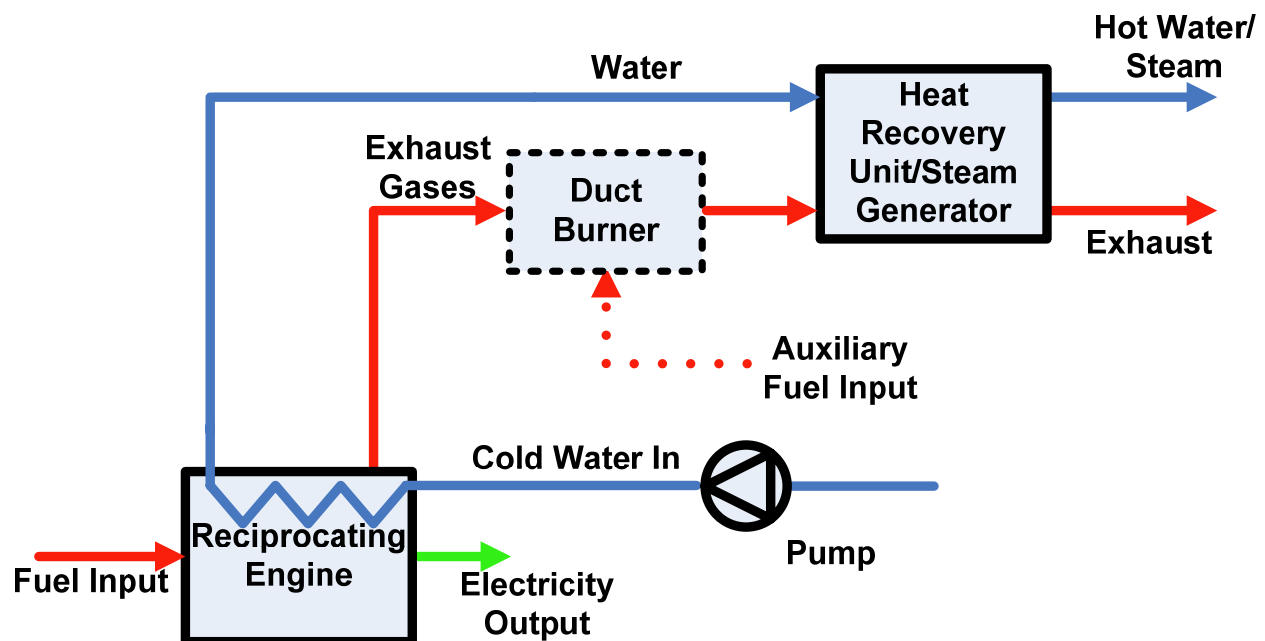 Hot Water/
Steam
Water
Heat
Recovery
Unit/Steam
Generator
Exhaust
Gases
Duct
Burner
Exhaust
Auxiliary
Fuel Input
Cold Water In
Pump
Reciprocating
Engine
Fuel Input
Electricity
Output